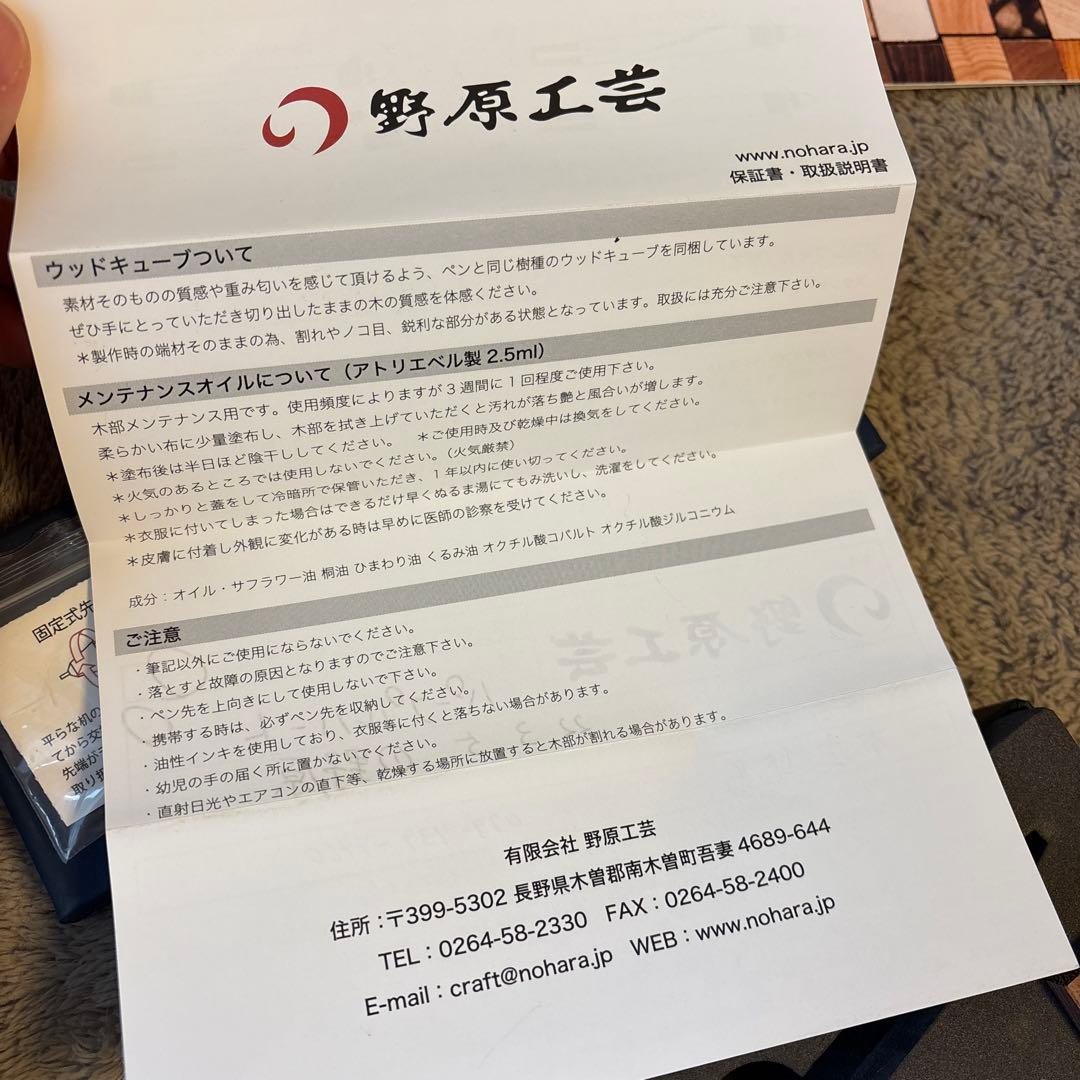 野原工芸
www.nohara.jp
保証書・取扱説明書
ウッドキューブついて
素材そのものの質感や重み匂いを感じて頂けるよう、ペンと同じ樹種のウッドキューブを同梱しています。
ぜひ手にとっていただき切り出したままの木の質感を体感ください。
＊製作時の端材そのままの為、割れやノコ目、鋭利な部分がある状態となっています。取扱には充分ご注意下さい。
メンテナンスオイルについて（アトリエベル製 2.5ml）
木部メンテナンス用です。使用頻度によりますが 3 週間に 1 回程度ご使用下さい。
柔らかい布に少量塗布し、木部を拭き上げていただくと汚れが落ち艶と風合いが増します。
＊塗布後は半日ほど陰干ししてください。 ＊ご使用時及び乾燥中は換気をしてください。
＊火気のあるところでは使用しないでください。（火気厳禁）
＊しっかりと蓋をして冷暗所で保管いただき、1 年以内に使い切ってください。
＊衣服に付いてしまった場合はできるだけ早くぬるま湯にてもみ洗いし、洗濯をしてください。
＊皮膚に付着し外観に変化がある時は早めに医師の診察を受けてください。
成分：オイル・サフラワー油 桐油 ひまわり油 くるみ油 オクチル酸コバルト オクチル酸ジルコニウム
ご注意
・筆記以外にご使用にならないでください。
・落とすと故障の原因となりますのでご注意下さい。
・ペン先を上向きにして使用しないで下さい。
・携帯する時は、必ずペン先を収納してください。
・油性インキを使用しており、衣服等に付くと落ちない場合があります。
・幼児の手の届く所に置かないでください。
・直射日光やエアコンの直下等、乾燥する場所に放置すると木部が割れる場合があります。
有限会社 野原工芸
住所：〒399-5302 長野県木曽郡南木曽町吾妻 4689-644
TEL：0264-58-2330 FAX：0264-58-2400
E-mail：craft@nohara.jp WEB：www.nohara.jp
固定式先
平らな机の
てから交
先端が
取り扱